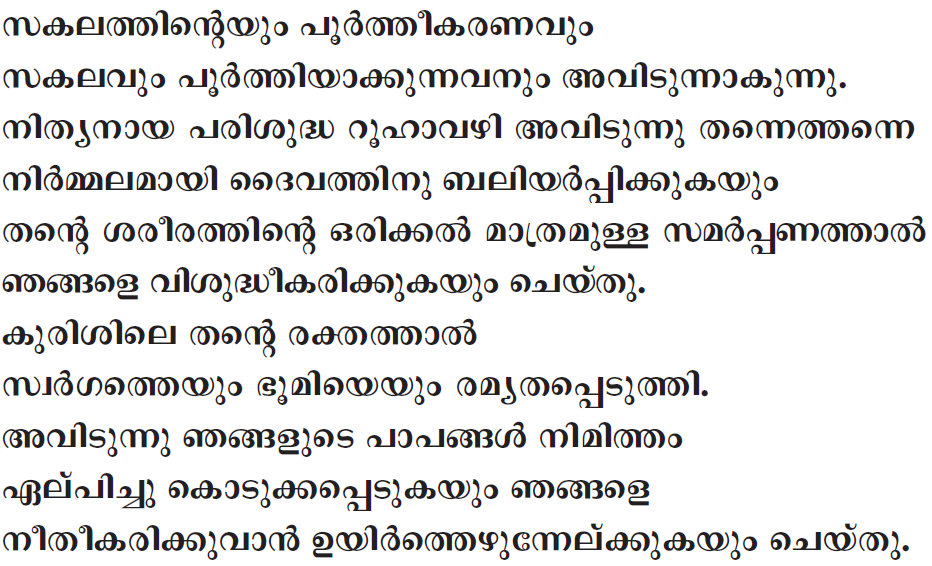 സകലത്തിന്റെയും പൂർത്തീകരണവും
സകലവും പൂർത്തിയാക്കുന്നവനും അവിടുന്നാകുന്നു.
നിത്യനായ പരിശുദ്ധ റൂഹാവഴി അവിടുന്നു തന്നെത്തന്നെ
നിർമ്മലമായി ദൈവത്തിനു ബലിയർപ്പിക്കുകയും
തന്റെ ശരീരത്തിന്റെ ഒരിക്കൽ മാത്രമുള്ള സമർപ്പണത്താൽ
ഞങ്ങളെ വിശുദ്ധീകരിക്കുകയും ചെയ്തു.
കുരിശിലെ തന്റെ രക്തത്താൽ
സ്വർഗത്തെയും ഭൂമിയെയും രമ്യതപ്പെടുത്തി.
അവിടുന്നു ഞങ്ങളുടെ പാപങ്ങൾ നിമിത്തം
ഏല്പിച്ചു കൊടുക്കപ്പെടുകയും ഞങ്ങളെ
നീതീകരിക്കുവാൻ ഉയിർത്തെഴുന്നേല്ക്കുകയും ചെയ്തു.